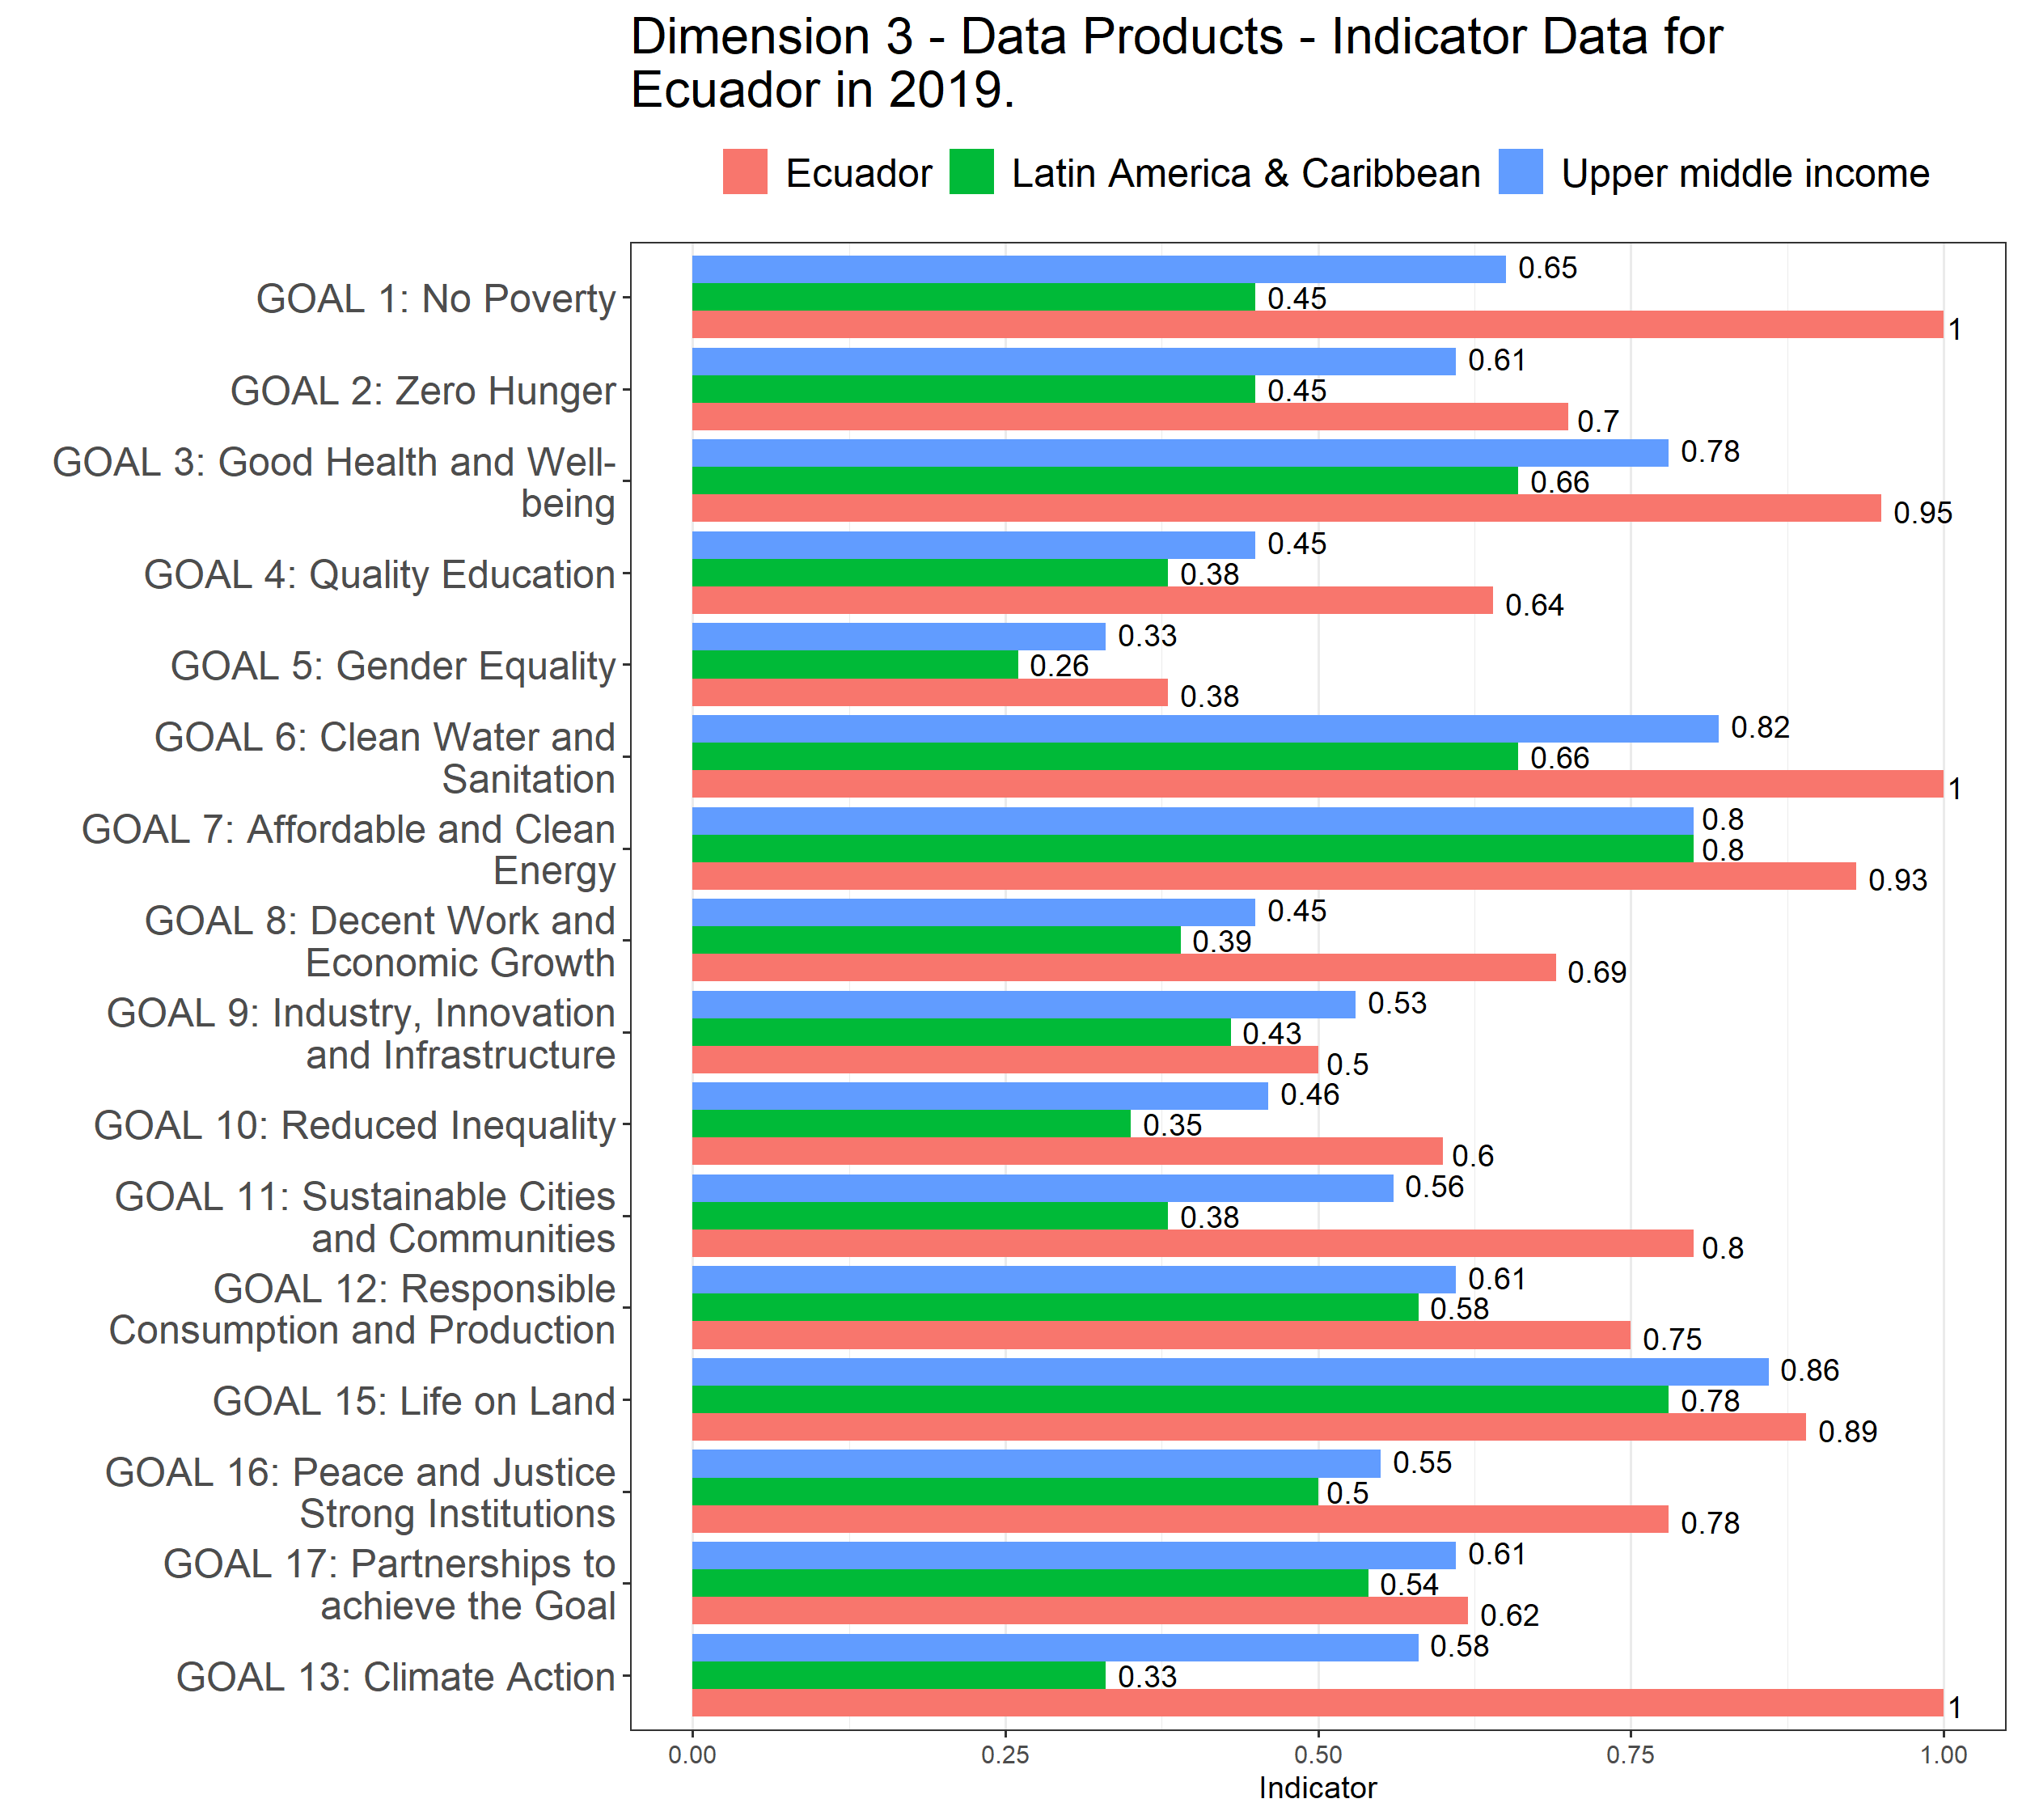 Dimension 3 - Data Products - Indicator Data for
Ecuador in 2019.
Ecuador
Latin America & Caribbean
Upper middle income
GOAL 1: No Poverty
0.65
0.45
1
GOAL 2: Zero Hunger
0.61
0.45
0.7
GOAL 3: Good Health and Well-
being
0.78
0.66
0.95
GOAL 4: Quality Education
0.45
0.38
0.64
GOAL 5: Gender Equality
0.33
0.26
0.38
GOAL 6: Clean Water and
Sanitation
0.82
0.66
1
GOAL 7: Affordable and Clean
Energy
0.8
0.8
0.93
GOAL 8: Decent Work and
Economic Growth
0.45
0.39
0.69
GOAL 9: Industry, Innovation
and Infrastructure
0.53
0.43
0.5
GOAL 10: Reduced Inequality
0.46
0.35
0.6
GOAL 11: Sustainable Cities
and Communities
0.56
0.38
0.8
GOAL 12: Responsible
Consumption and Production
0.61
0.58
0.75
GOAL 15: Life on Land
0.86
0.78
0.89
GOAL 16: Peace and Justice
Strong Institutions
0.55
0.5
0.78
GOAL 17: Partnerships to
achieve the Goal
0.61
0.54
0.62
GOAL 13: Climate Action
0.58
0.33
1
0.00 0.25 0.50 0.75 1.00
Indicator